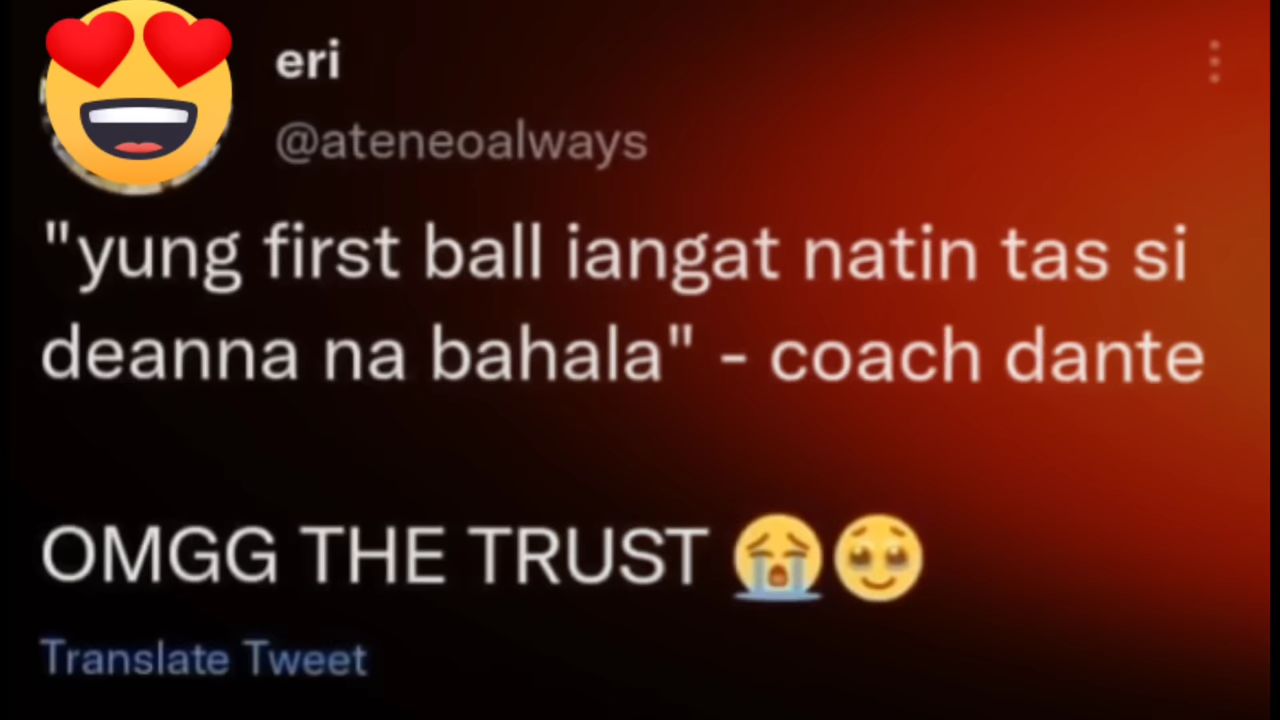 eri
@ateneoalways
"yung first ball iangat natin tas si
deanna na bahala" - coach dante
OMGG THE TRUST 😭🥹
Translate Tweet